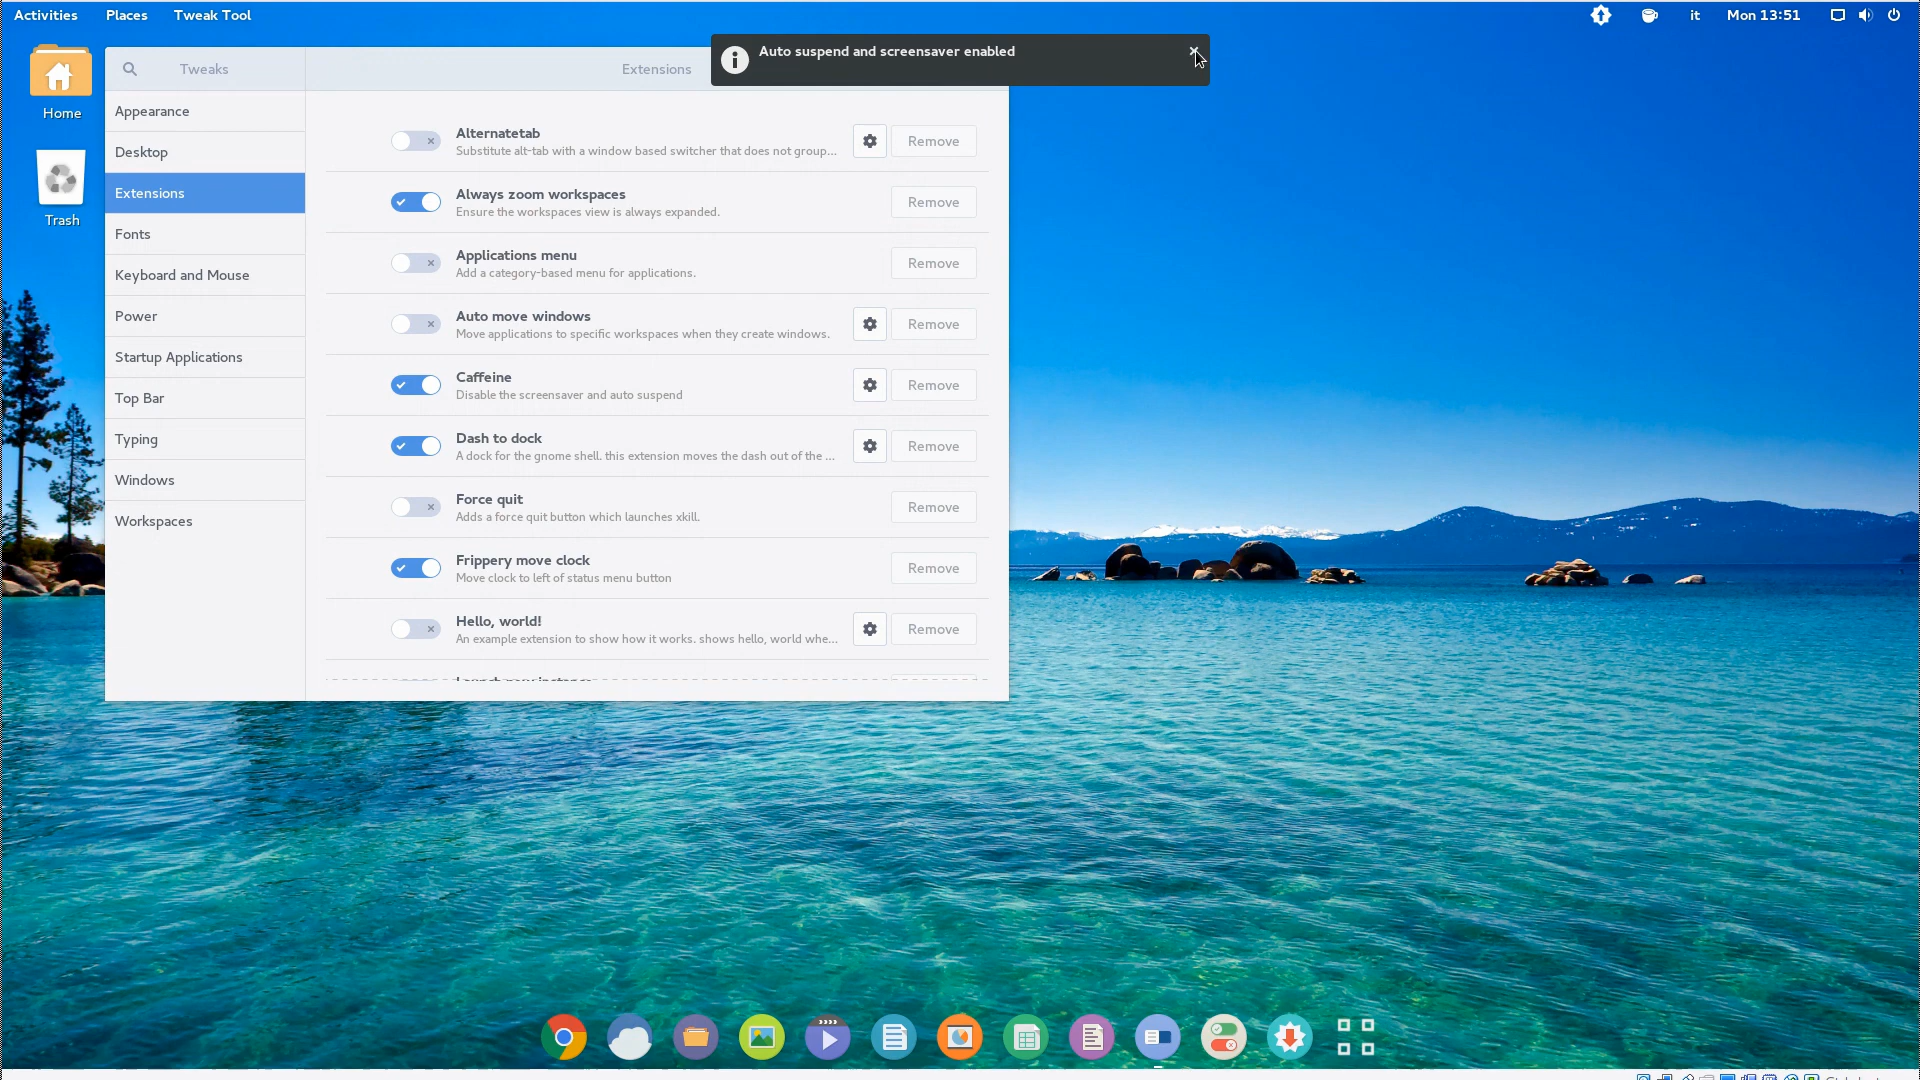 Activities Places Tweak Tool it Mon 13:51
Auto suspend and screensaver enabled
Tweaks Extensions
Home
Trash
Appearance
Desktop
Extensions
Fonts
Keyboard and Mouse
Power
Startup Applications
Top Bar
Typing
Windows
Workspaces
Alternatetab
Substitute alt-tab with a window based switcher that does not group...
Remove
Always zoom workspaces
Ensure the workspaces view is always expanded.
Remove
Applications menu
Add a category-based menu for applications.
Remove
Auto move windows
Move applications to specific workspaces when they create windows.
Remove
Caffeine
Disable the screensaver and auto suspend
Remove
Dash to dock
A dock for the gnome shell. this extension moves the dash out of the ...
Remove
Force quit
Adds a force quit button which launches xkill.
Remove
Frippery move clock
Move clock to left of status menu button
Remove
Hello, world!
An example extension to show how it works. shows hello, world whe...
Remove